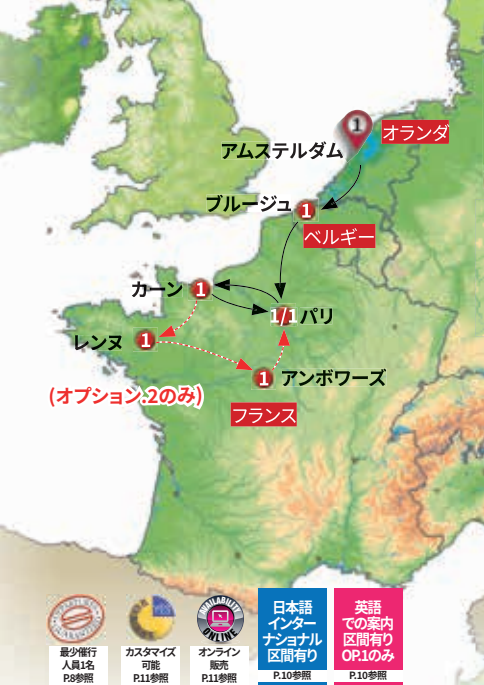 1
オランダ
アムステルダム
ブルージュ
1
ベルギー
カーン
1
1/1
パリ
レンヌ
1
1
アンボワーズ
(オプション.2のみ)
フランス
DEPARTURES
GUARANTEED
YES
AVAILABILITY
ONLINE
最少催行
人員1名
P.8参照
カスタマイズ
可能
P.11参照
オンライン
販売
P.11参照
日本語
インター
ナショナル
区間有り
P.10参照
英語
での案内
区間有り
OP.1のみ
P.10参照